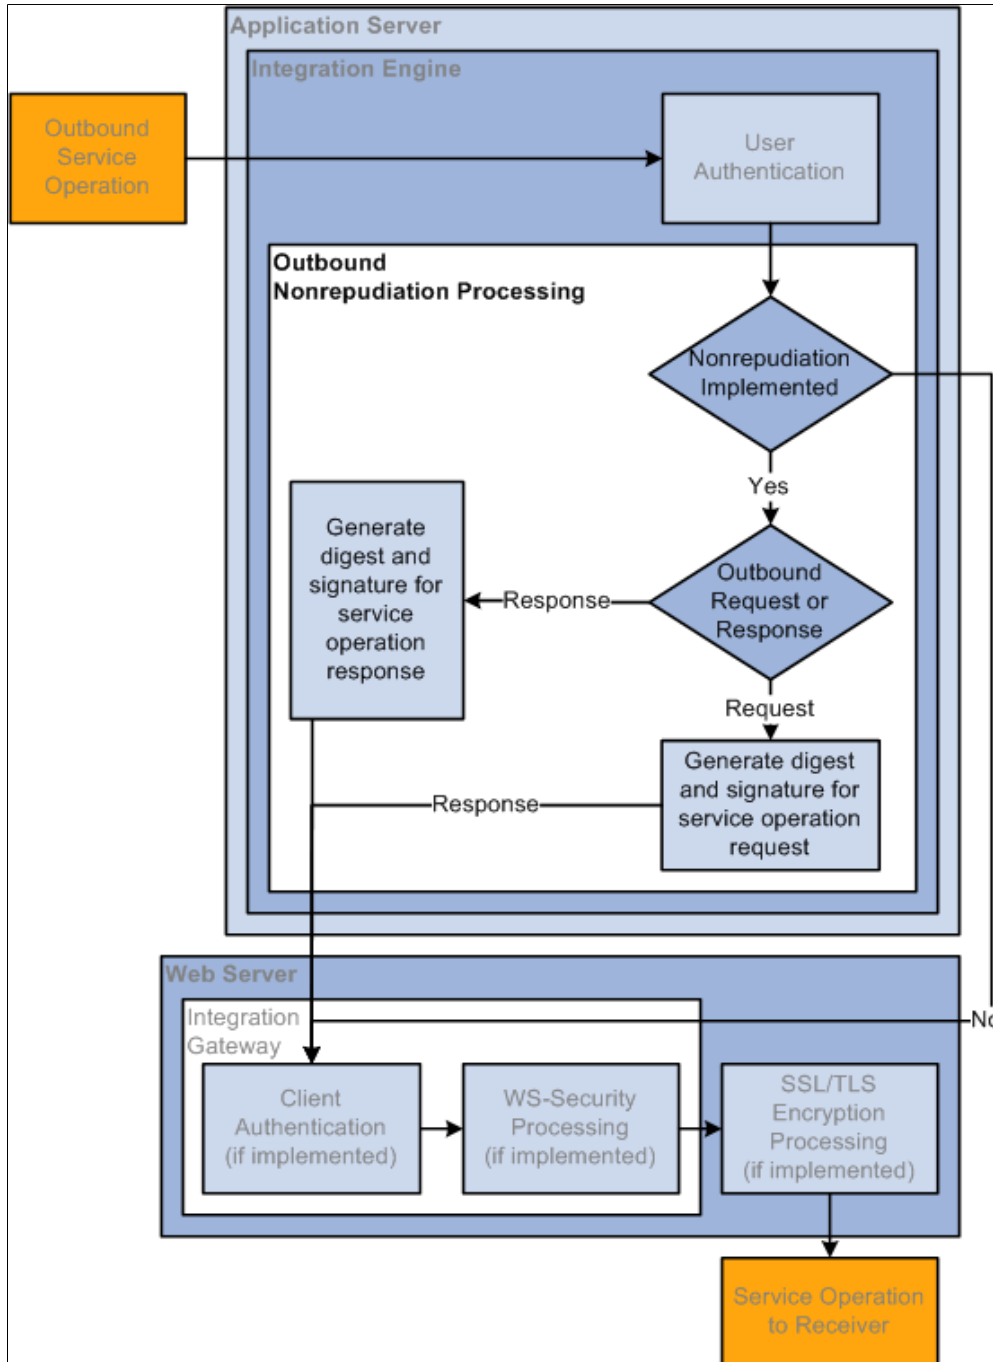 Application Server
Integration Engine
Outbound
Service
Operation
User
Authentication
Outbound
Nonrepudiation Processing
Nonrepudiation
Implemented
Yes
Generate
digest and
signature for
service
operation
response
Response
Outbound
Request or
Response
Request
Generate digest
and signature for
service operation
request
Response
Web Server
Integration
Gateway
No
Client
Authentication
(if implemented)
WS-Security
Processing
(if implemented)
SSL/TLS
Encryption
Processing
(if implemented)
Service Operation
to Receiver